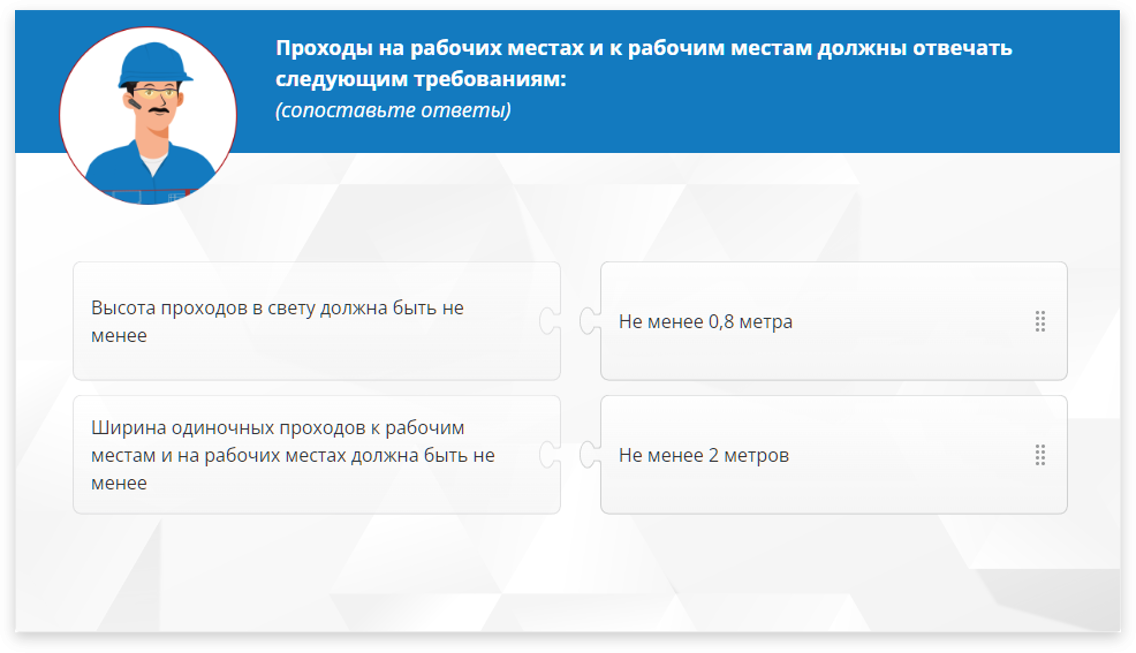 Проходы на рабочих местах и к рабочим местам должны отвечать
следующим требованиям:
(сопоставьте ответы)
Высота проходов в свету должна быть не
менее
Не менее 0,8 метра
Ширина одиночных проходов к рабочим
местам и на рабочих местах должна быть не
менее
Не менее 2 метров